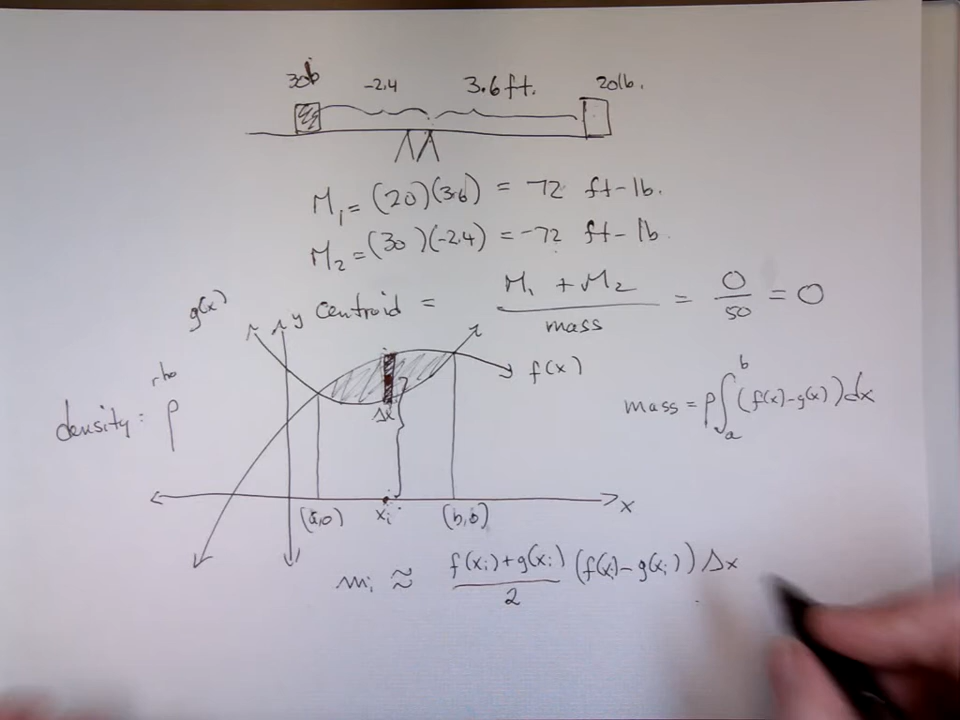 30lb -2.4 3.6 ft. 20lb.
M₁ = (20)(3.6) = 72 ft-lb.
M₂ = (30)(-2.4) = -72 ft-lb
g(x) y centroid = (M₁ + M₂)/mass = 0/50 = 0
f(x)
rho
density: ρ
Δx
mass = ρ∫ₐᵇ(f(x)-g(x))dx
x
(a,0) xᵢ (b,0)
mᵢ ≈ (f(xᵢ)+g(xᵢ))/2 (f(xᵢ)-g(xᵢ)) Δx